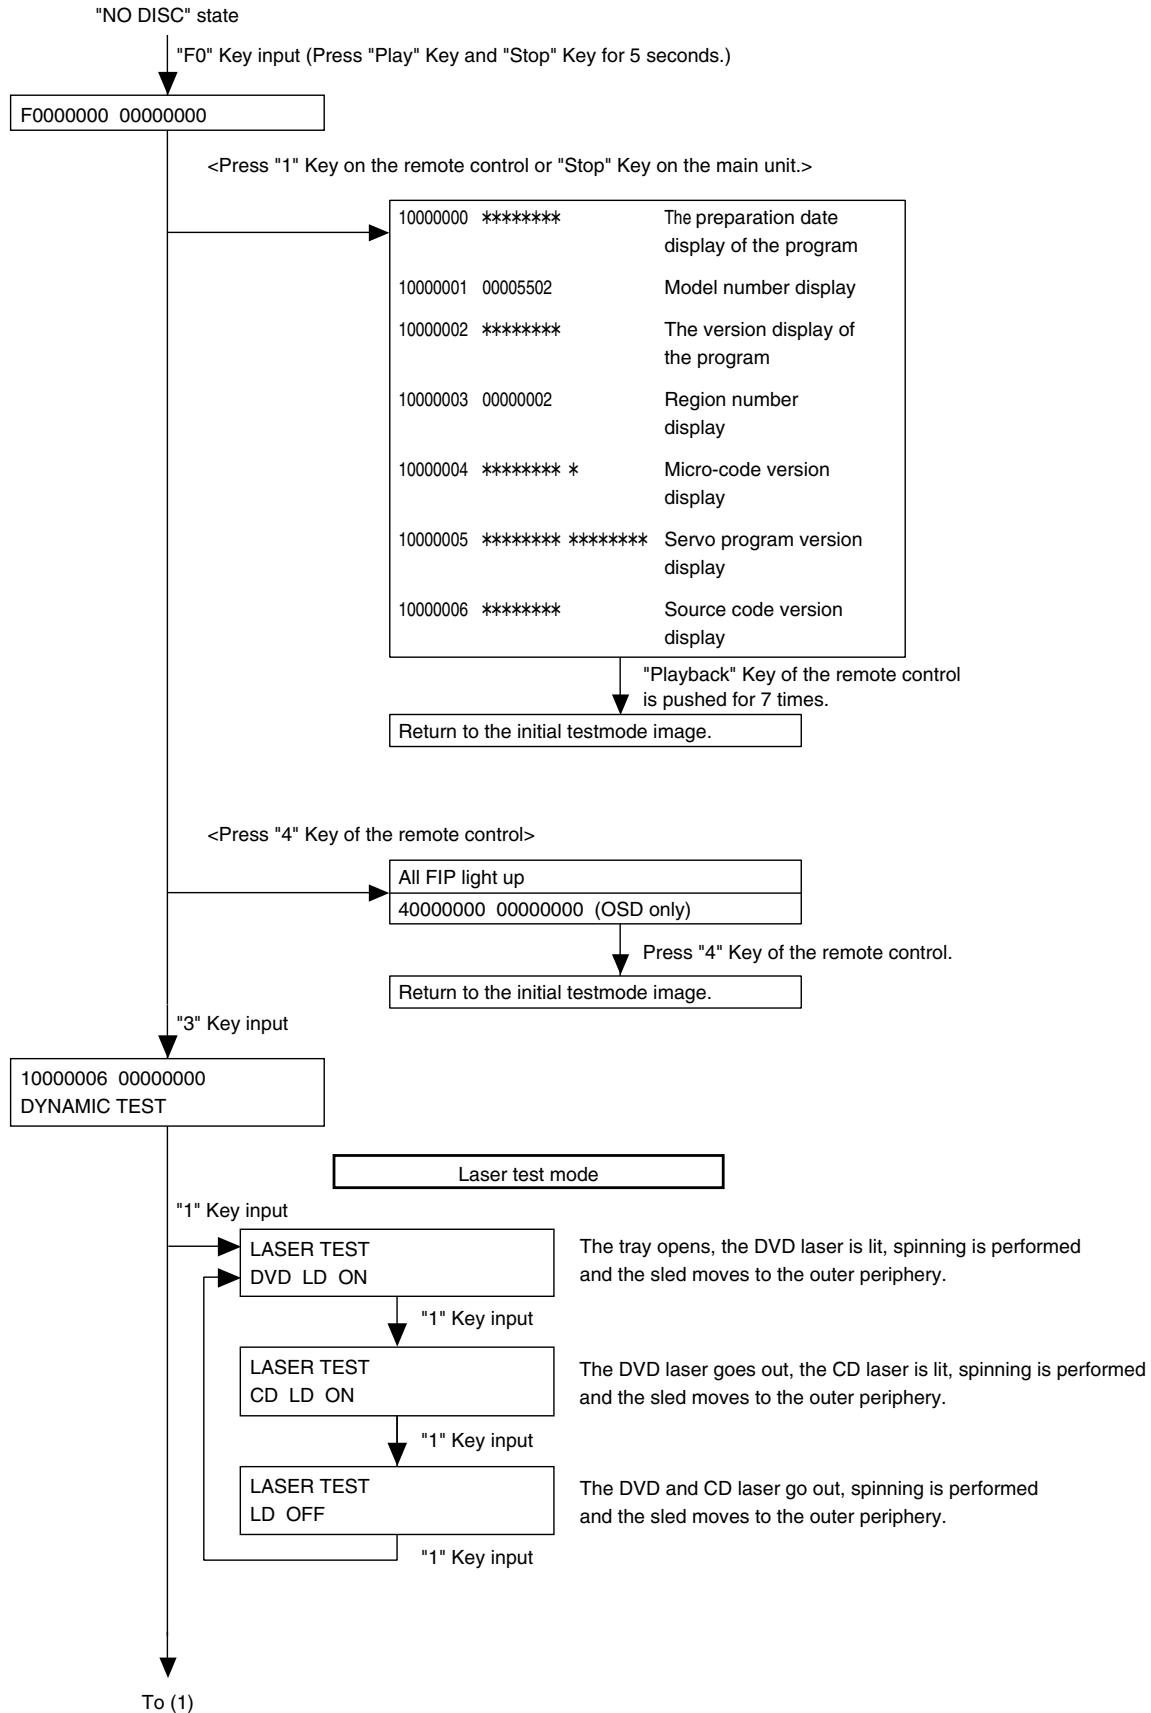 "NO DISC" state
"F0" Key input (Press "Play" Key and "Stop" Key for 5 seconds.)
F0000000 00000000
<Press "1" Key on the remote control or "Stop" Key on the main unit.>
10000000 ******** The preparation date
display of the program
10000001 00005502 Model number display
10000002 ******** The version display of
the program
10000003 00000002 Region number
display
10000004 ******** * Micro-code version
display
10000005 ******** ******** Servo program version
display
10000006 ******** Source code version
display
"Playback" Key of the remote control
is pushed for 7 times.
Return to the initial testmode image.
<Press "4" Key of the remote control>
All FIP light up
40000000 00000000 (OSD only)
Press "4" Key of the remote control.
Return to the initial testmode image.
"3" Key input
10000006 00000000
DYNAMIC TEST
Laser test mode
"1" Key input
LASER TEST
DVD LD ON
The tray opens, the DVD laser is lit, spinning is performed
and the sled moves to the outer periphery.
"1" Key input
LASER TEST
CD LD ON
The DVD laser goes out, the CD laser is lit, spinning is performed
and the sled moves to the outer periphery.
"1" Key input
LASER TEST
LD OFF
The DVD and CD laser go out, spinning is performed
and the sled moves to the outer periphery.
"1" Key input
To (1)